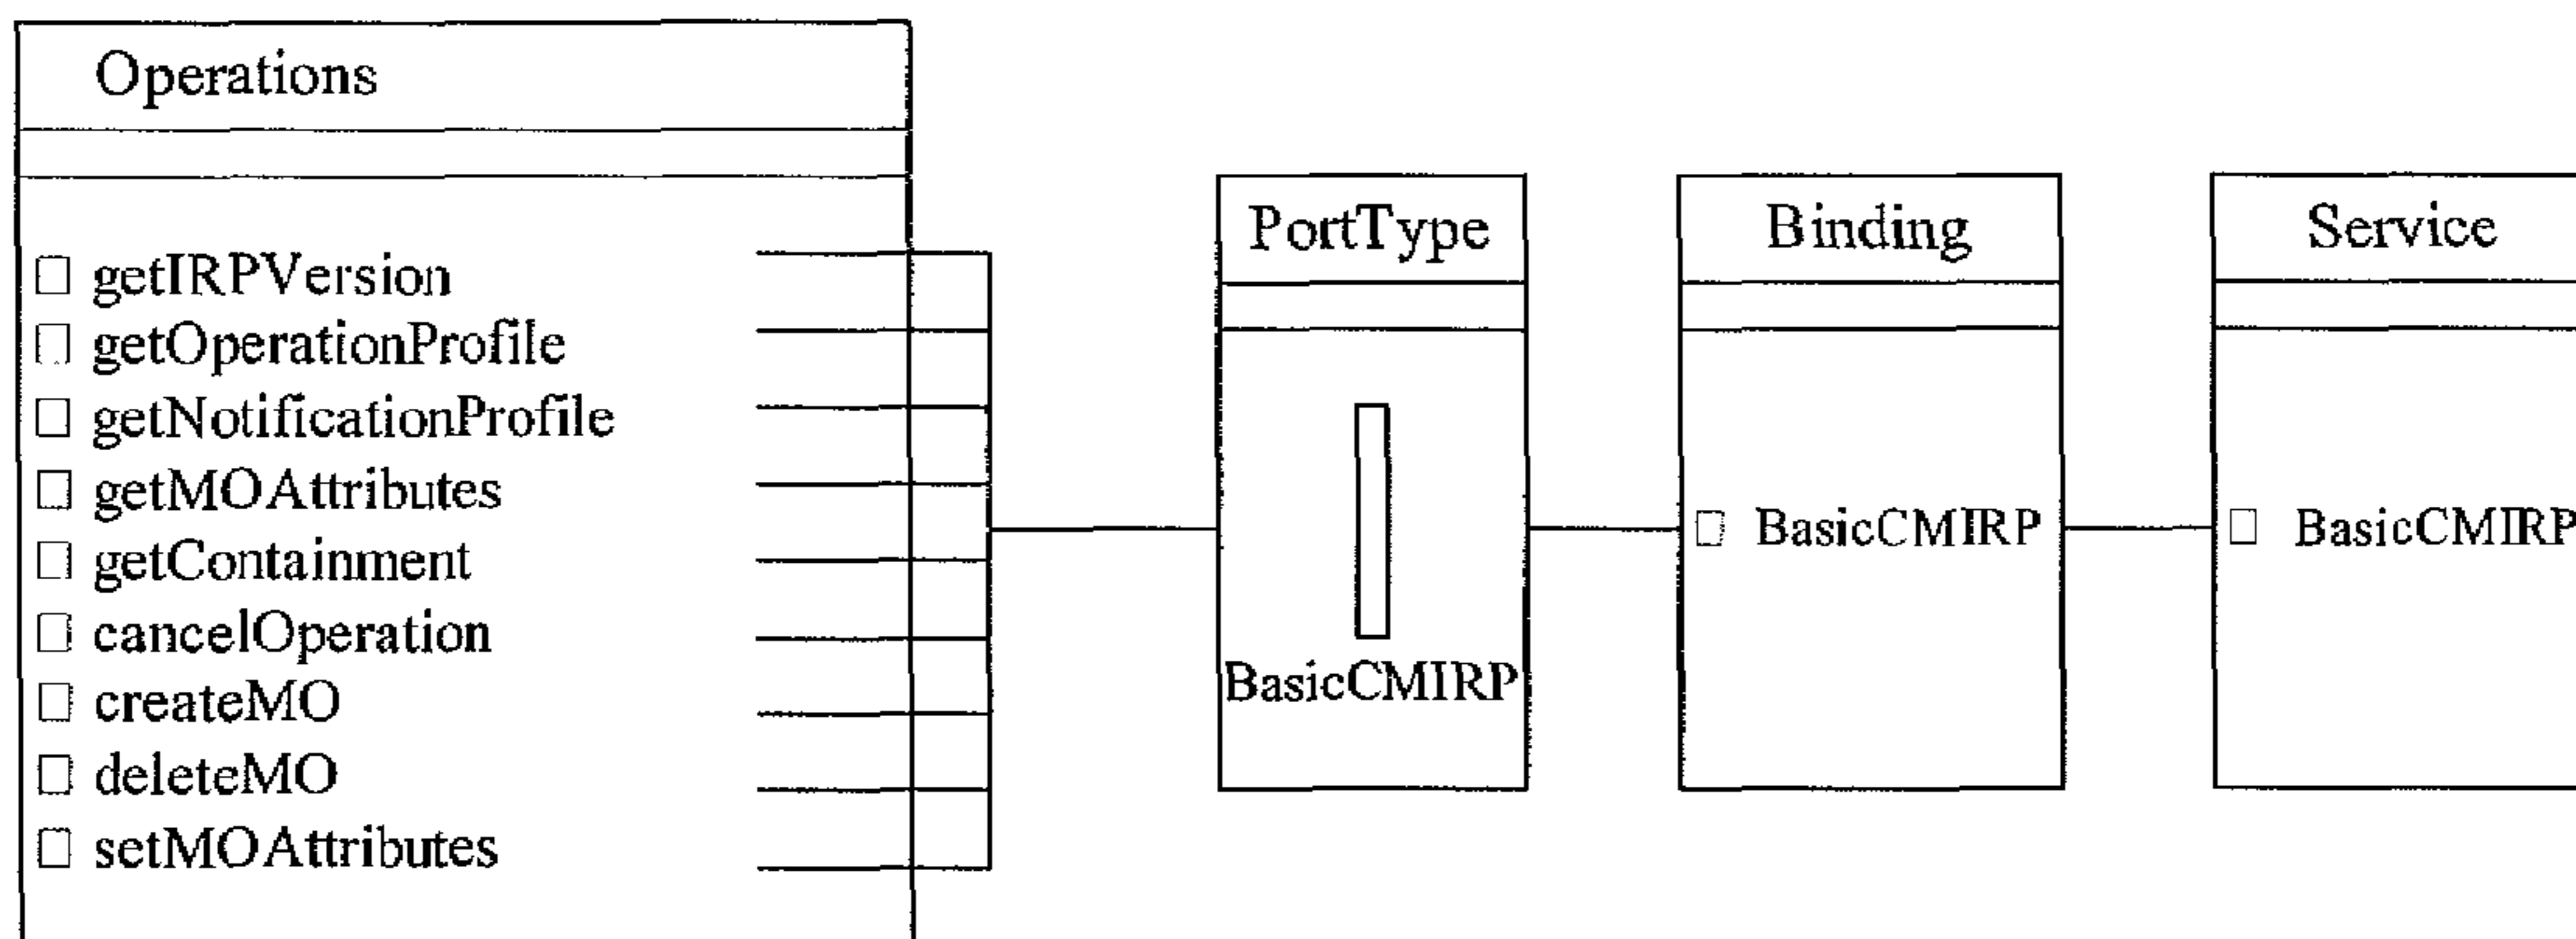 Operations
getIRPVersion
getOperationProfile
getNotificationProfile
getMOAttributes
getContainment
cancelOperation
createMO
deleteMO
setMOAttributes
PortType
BasicCMIRP
Binding
BasicCMIRP
Service
BasicCMIRP